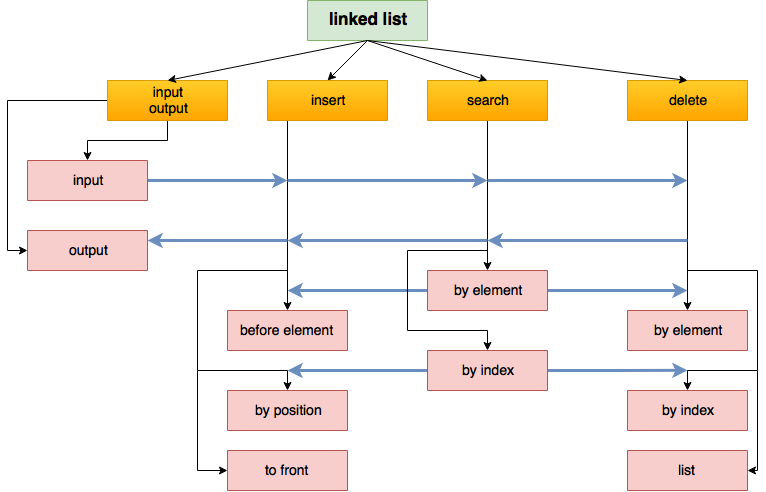 linked list
input
output
insert
search
delete
input
output
by element
before element
by element
by index
by position
by index
to front
list